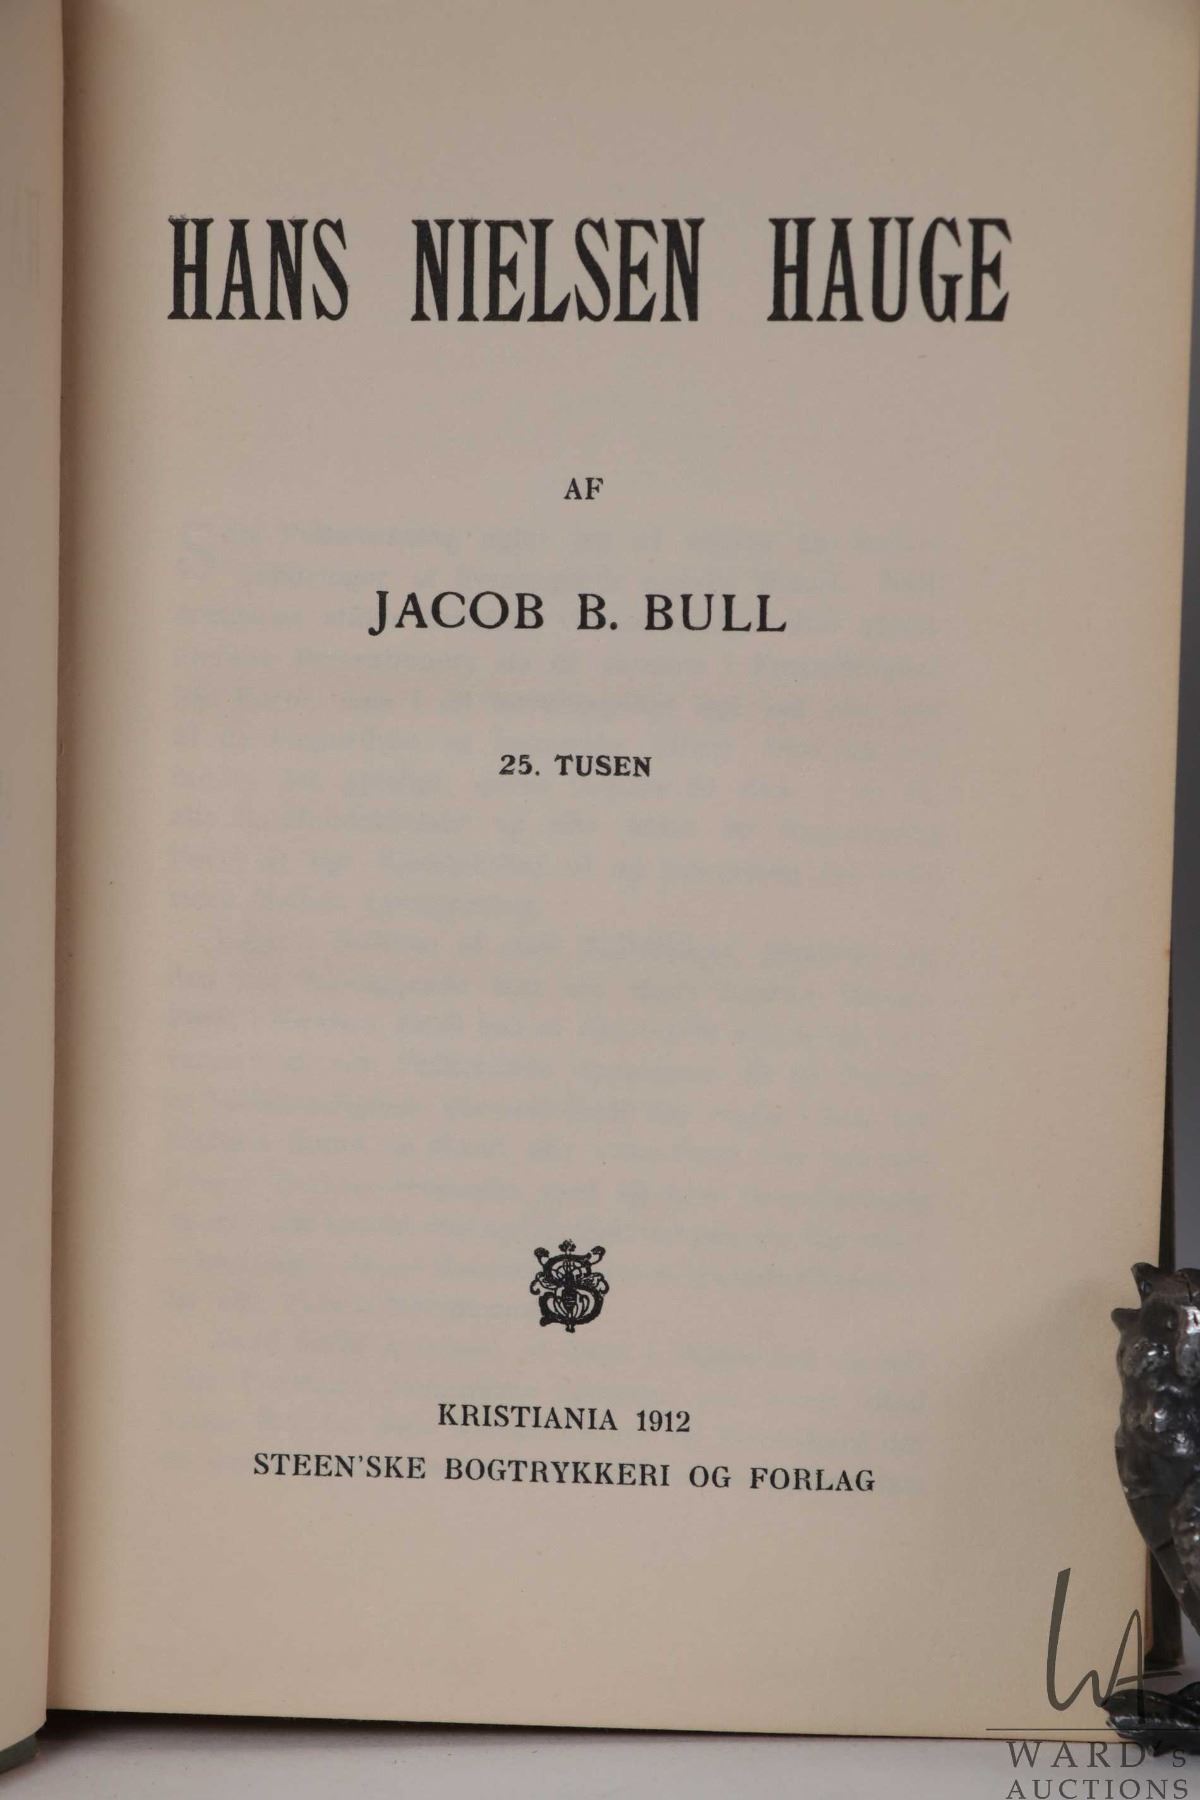 HANS NIELSEN HAUGE
AF
JACOB B. BULL
25. TUSEN
KRISTIANIA 1912
STEEN'SKE BOGTRYKKERI OG FORLAG
WARD's
AUCTIONS